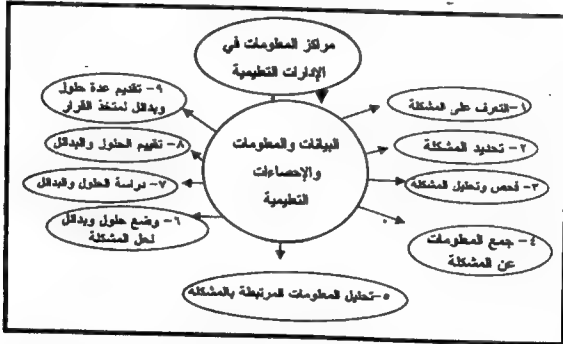 مراكز المعلومات في
الإدارات التعليمية
البيانات والمعلومات
والإحصاءات
التعليمية
١- التعرف على المشكلة
٢- تحديد المشكلة
٣- فحص وتحليل المشكلة
٤- جمع المعلومات
عن المشكلة
٥- تحليل المعلومات المرتبطة بالمشكلة
٦- وضع حلول وبدائل
لحل المشكلة
٧- دراسة الحلول والبدائل
٨- تقييم الحلول والبدائل
٩- تقديم عدة حلول
وبدائل لمتخذ القرار